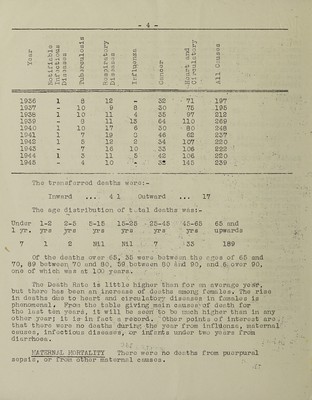 - 4 -
Year
Notifiable Infectious Diseases
Tuberculosis
Respiratory Diseases
Influenza
Cancer
Heart and Circulatory
All Causes
1936 1 8 12 - 32 71 197
1937 - 10 9 8 30 75 195
1938 1 10 11 4 35 97 212
1939 - 9 11 13 64 110 269
1940 1 10 17 6 30 80 248
1941 1 7 19 3 46 62 237
1942 1 5 12 2 34 107 220
1943 - 7 16 10 33 106 222
1944 1 3 11 5 42 106 220
1945 - 4 10 - 145 239
The transferred deaths were:-
Inward ... 41 Outward ... 17
The age distribution of total deaths was:-
Under 1-2 2-5 5-15 15-25 25-45 45-65 65 and
1 yr. yrs yrs yrs yrs yrs yrs upwards
7 1 2 Nil Nil 7 33 189
Of the deaths over 65, 35 were between the ages of 65 and
70, 89 between 70 and 80, 59 between 80 and 90, and 6 over 90,
one of which was at 100 years.
The Death Rate is little higher than for an average year,
but there has been an increase of deaths among females. The rise
in deaths due to heart and circulatory diseases in females is
phenomenal. From the table giving main causes of death for
the last ten years, it will be seen to be much higher than in any
other year; it is in fact a record. Other points of interest are
that there were no deaths during the year from influenza, maternal
causes, infectious diseases, or infants under two years from
diarrhoea.
MATERNAL MORTALITY There were no deaths from puerpural
sepsis, or from other maternal causes.